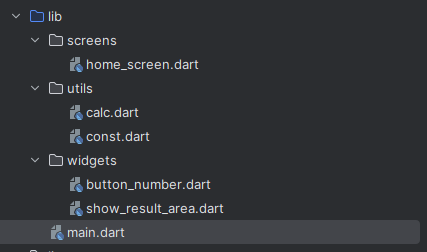 lib
screens
home_screen.dart
utils
calc.dart
const.dart
widgets
button_number.dart
show_result_area.dart
main.dart